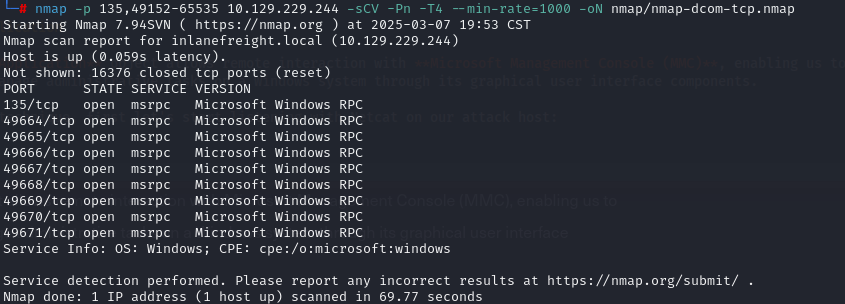 └─# nmap -p 135,49152-65535 10.129.229.244 -sCV -Pn -T4 --min-rate=1000 -oN nmap/nmap-dcom-tcp.nmap
Starting Nmap 7.94SVN ( https://nmap.org ) at 2025-03-07 19:53 CST
Nmap scan report for inlanefreight.local (10.129.229.244)
Host is up (0.059s latency).
Not shown: 16376 closed tcp ports (reset)
PORT      STATE SERVICE VERSION
135/tcp   open  msrpc   Microsoft Windows RPC
49664/tcp open  msrpc   Microsoft Windows RPC
49665/tcp open  msrpc   Microsoft Windows RPC
49666/tcp open  msrpc   Microsoft Windows RPC
49667/tcp open  msrpc   Microsoft Windows RPC
49668/tcp open  msrpc   Microsoft Windows RPC
49669/tcp open  msrpc   Microsoft Windows RPC
49670/tcp open  msrpc   Microsoft Windows RPC
49671/tcp open  msrpc   Microsoft Windows RPC
Service Info: OS: Windows; CPE: cpe:/o:microsoft:windows

Service detection performed. Please report any incorrect results at https://nmap.org/submit/ .
Nmap done: 1 IP address (1 host up) scanned in 69.77 seconds